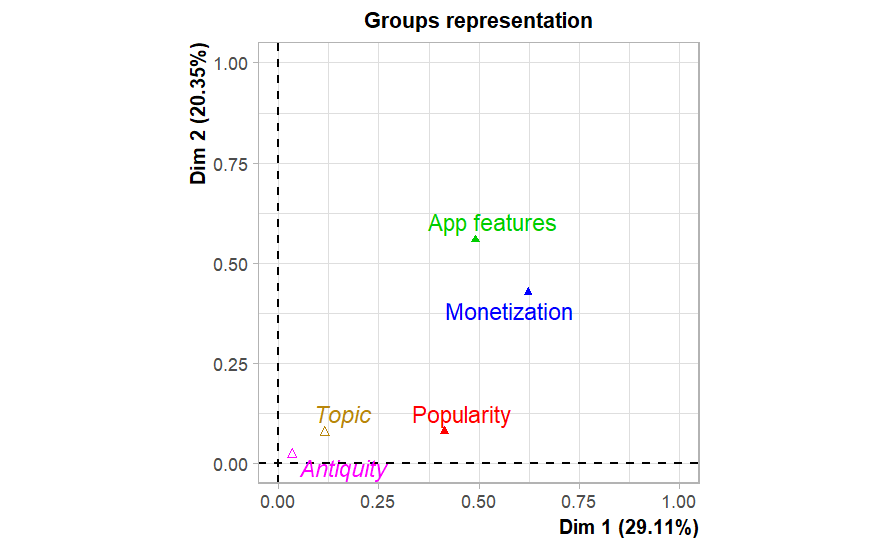 Groups representation
Dim 2 (20.35%)
1.00
0.75
0.50
0.25
0.00
App features
Monetization
Topic
Popularity
Antiquity
0.00 0.25 0.50 0.75 1.00
Dim 1 (29.11%)